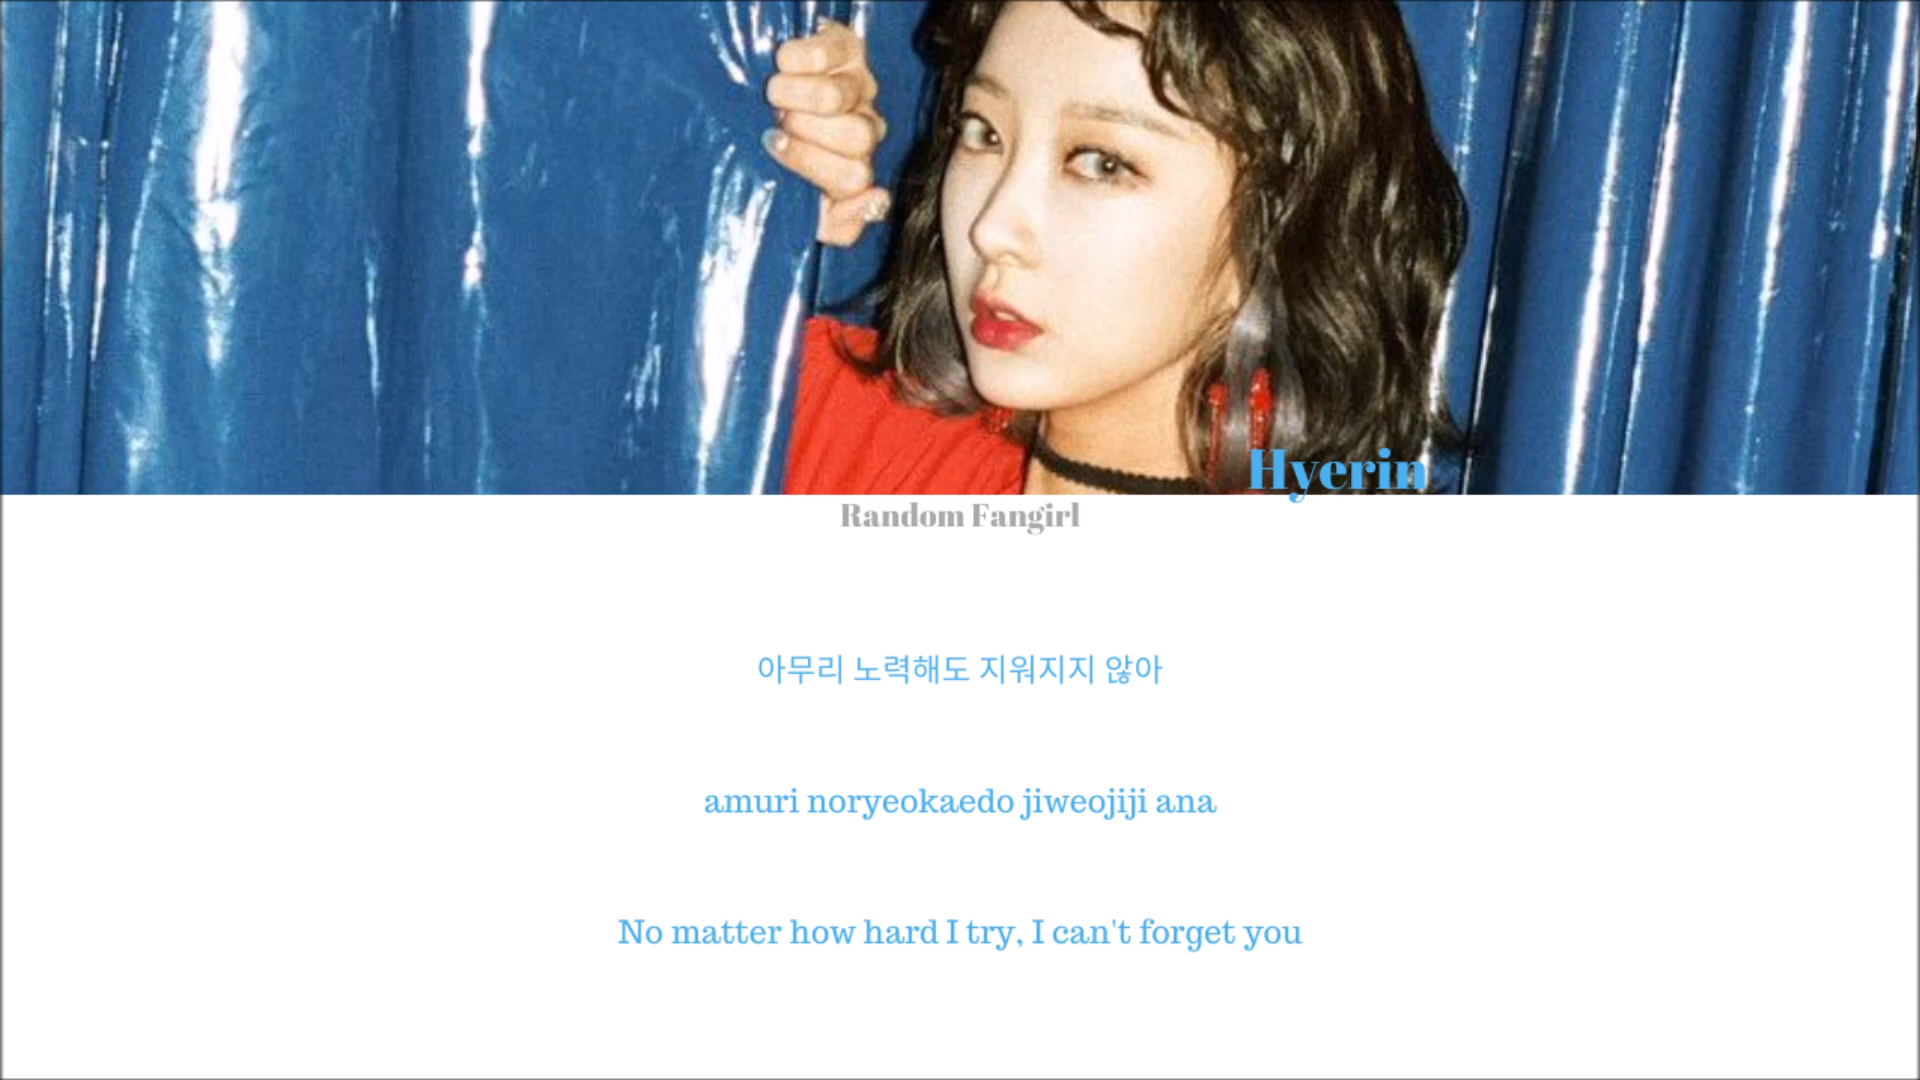 Hyerin
Random Fangirl
아무리 노력해도 지워지지 않아
amuri noryeokaedo jiweojiji ana
No matter how hard I try, I can't forget you